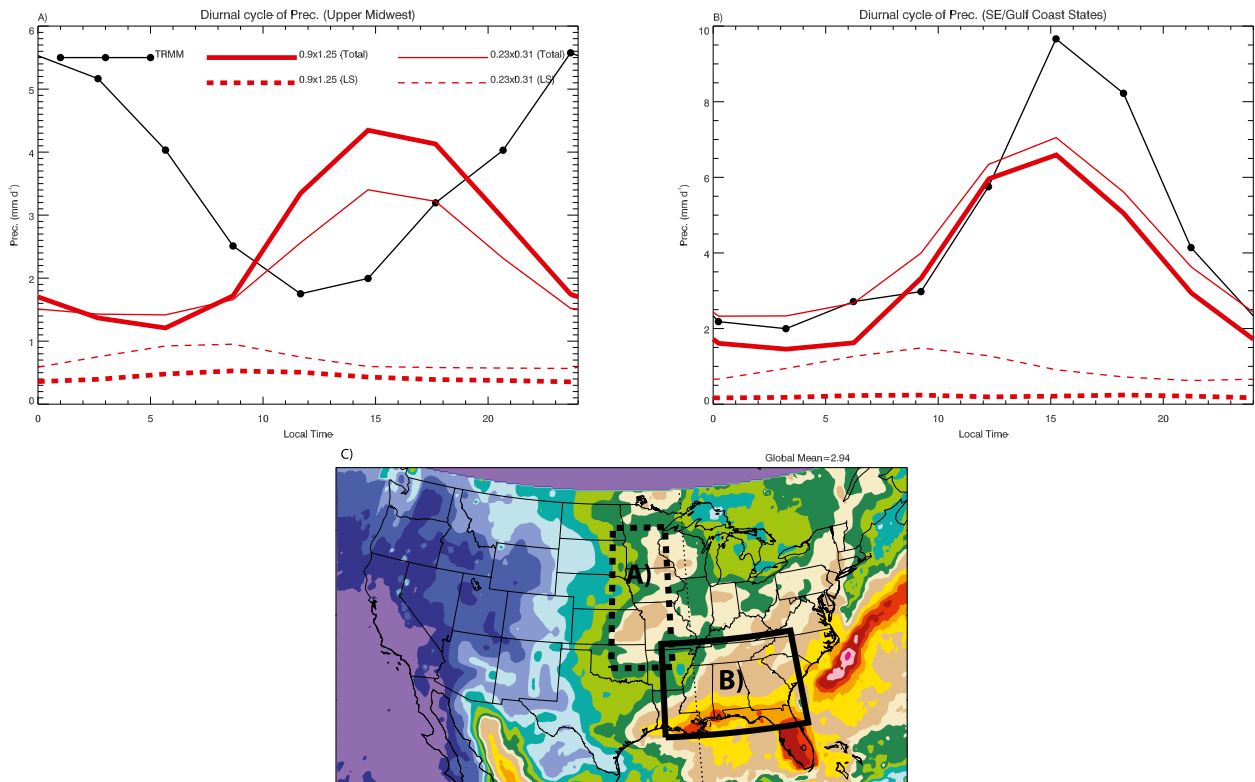 A)
Diurnal cycle of Prec. (Upper Midwest)
TRMM
0.9x1.25 (Total)
0.23x0.31 (Total)
0.9x1.25 (LS)
0.23x0.31 (LS)
Prec. (mm d⁻¹)
6
5
4
3
2
1
0
0
5
10
15
20
Local Time
B)
Diurnal cycle of Prec. (SE/Gulf Coast States)
Prec. (mm d⁻¹)
10
8
6
4
2
0
0
5
10
15
20
Local Time
C)
Global Mean=2.94
A)
B)